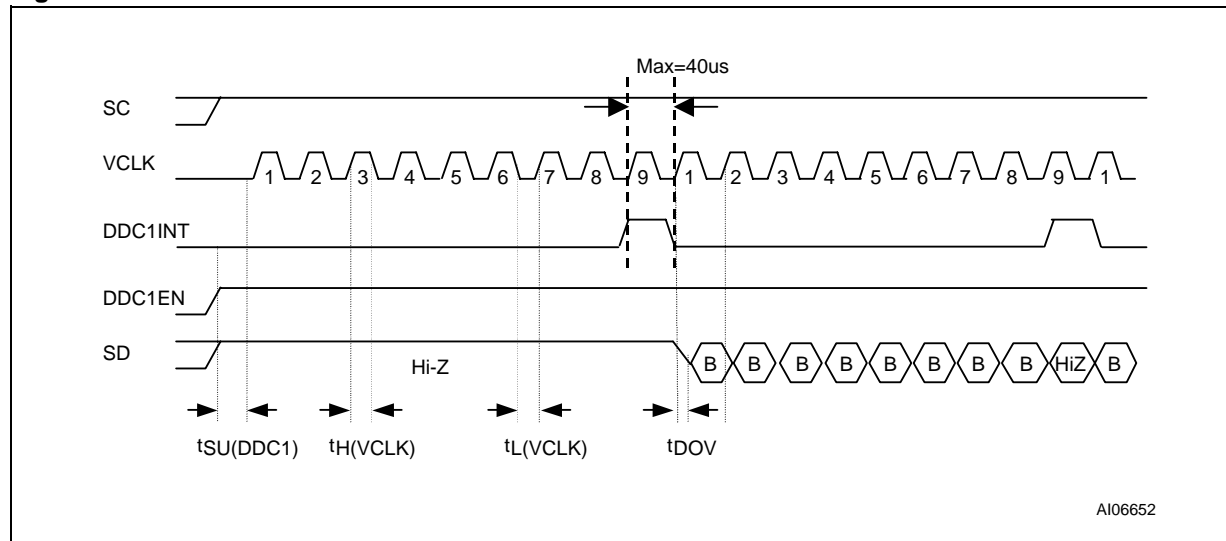 Max=40us
SC
VCLK
1 2 3 4 5 6 7 8 9 1 2 3 4 5 6 7 8 9 1
DDC1INT
DDC1EN
SD
Hi-Z
B B B B B B B B HiZ B
tSU(DDC1) tH(VCLK) tL(VCLK) tDOV
AI06652